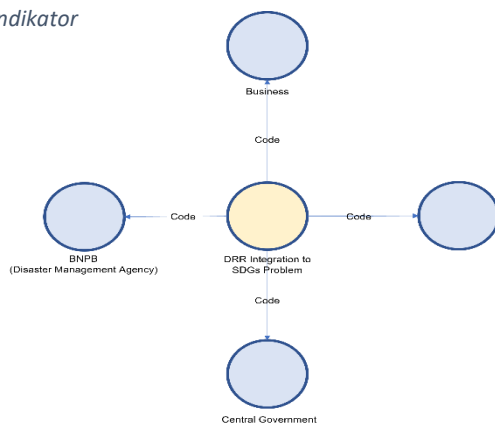 ndikator
Business
Code
Code
Code
BNPB
(Disaster Management Agency)
DRR Integration to
SDGs Problem
Code
Central Government